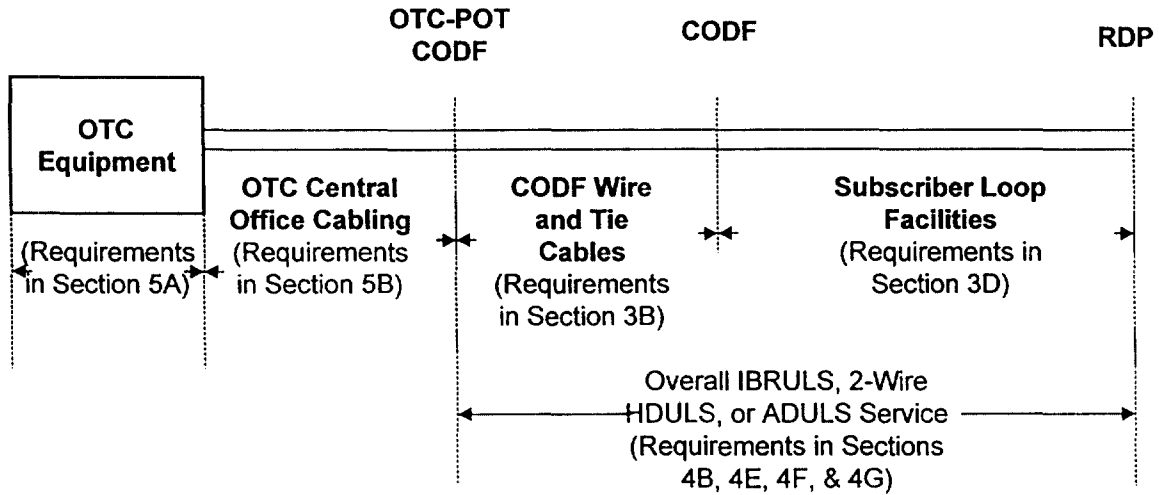 OTC-POT
CODF
CODF
RDP
OTC
Equipment
OTC Central
Office Cabling
(Requirements
in Section 5B)
CODF Wire
and Tie
Cables
(Requirements
in Section 3B)
Subscriber Loop
Facilities
(Requirements in
Section 3D)
(Requirements
in Section 5A)
Overall IBRULS, 2-Wire
HDULS, or ADULS Service
(Requirements in Sections
4B, 4E, 4F, & 4G)